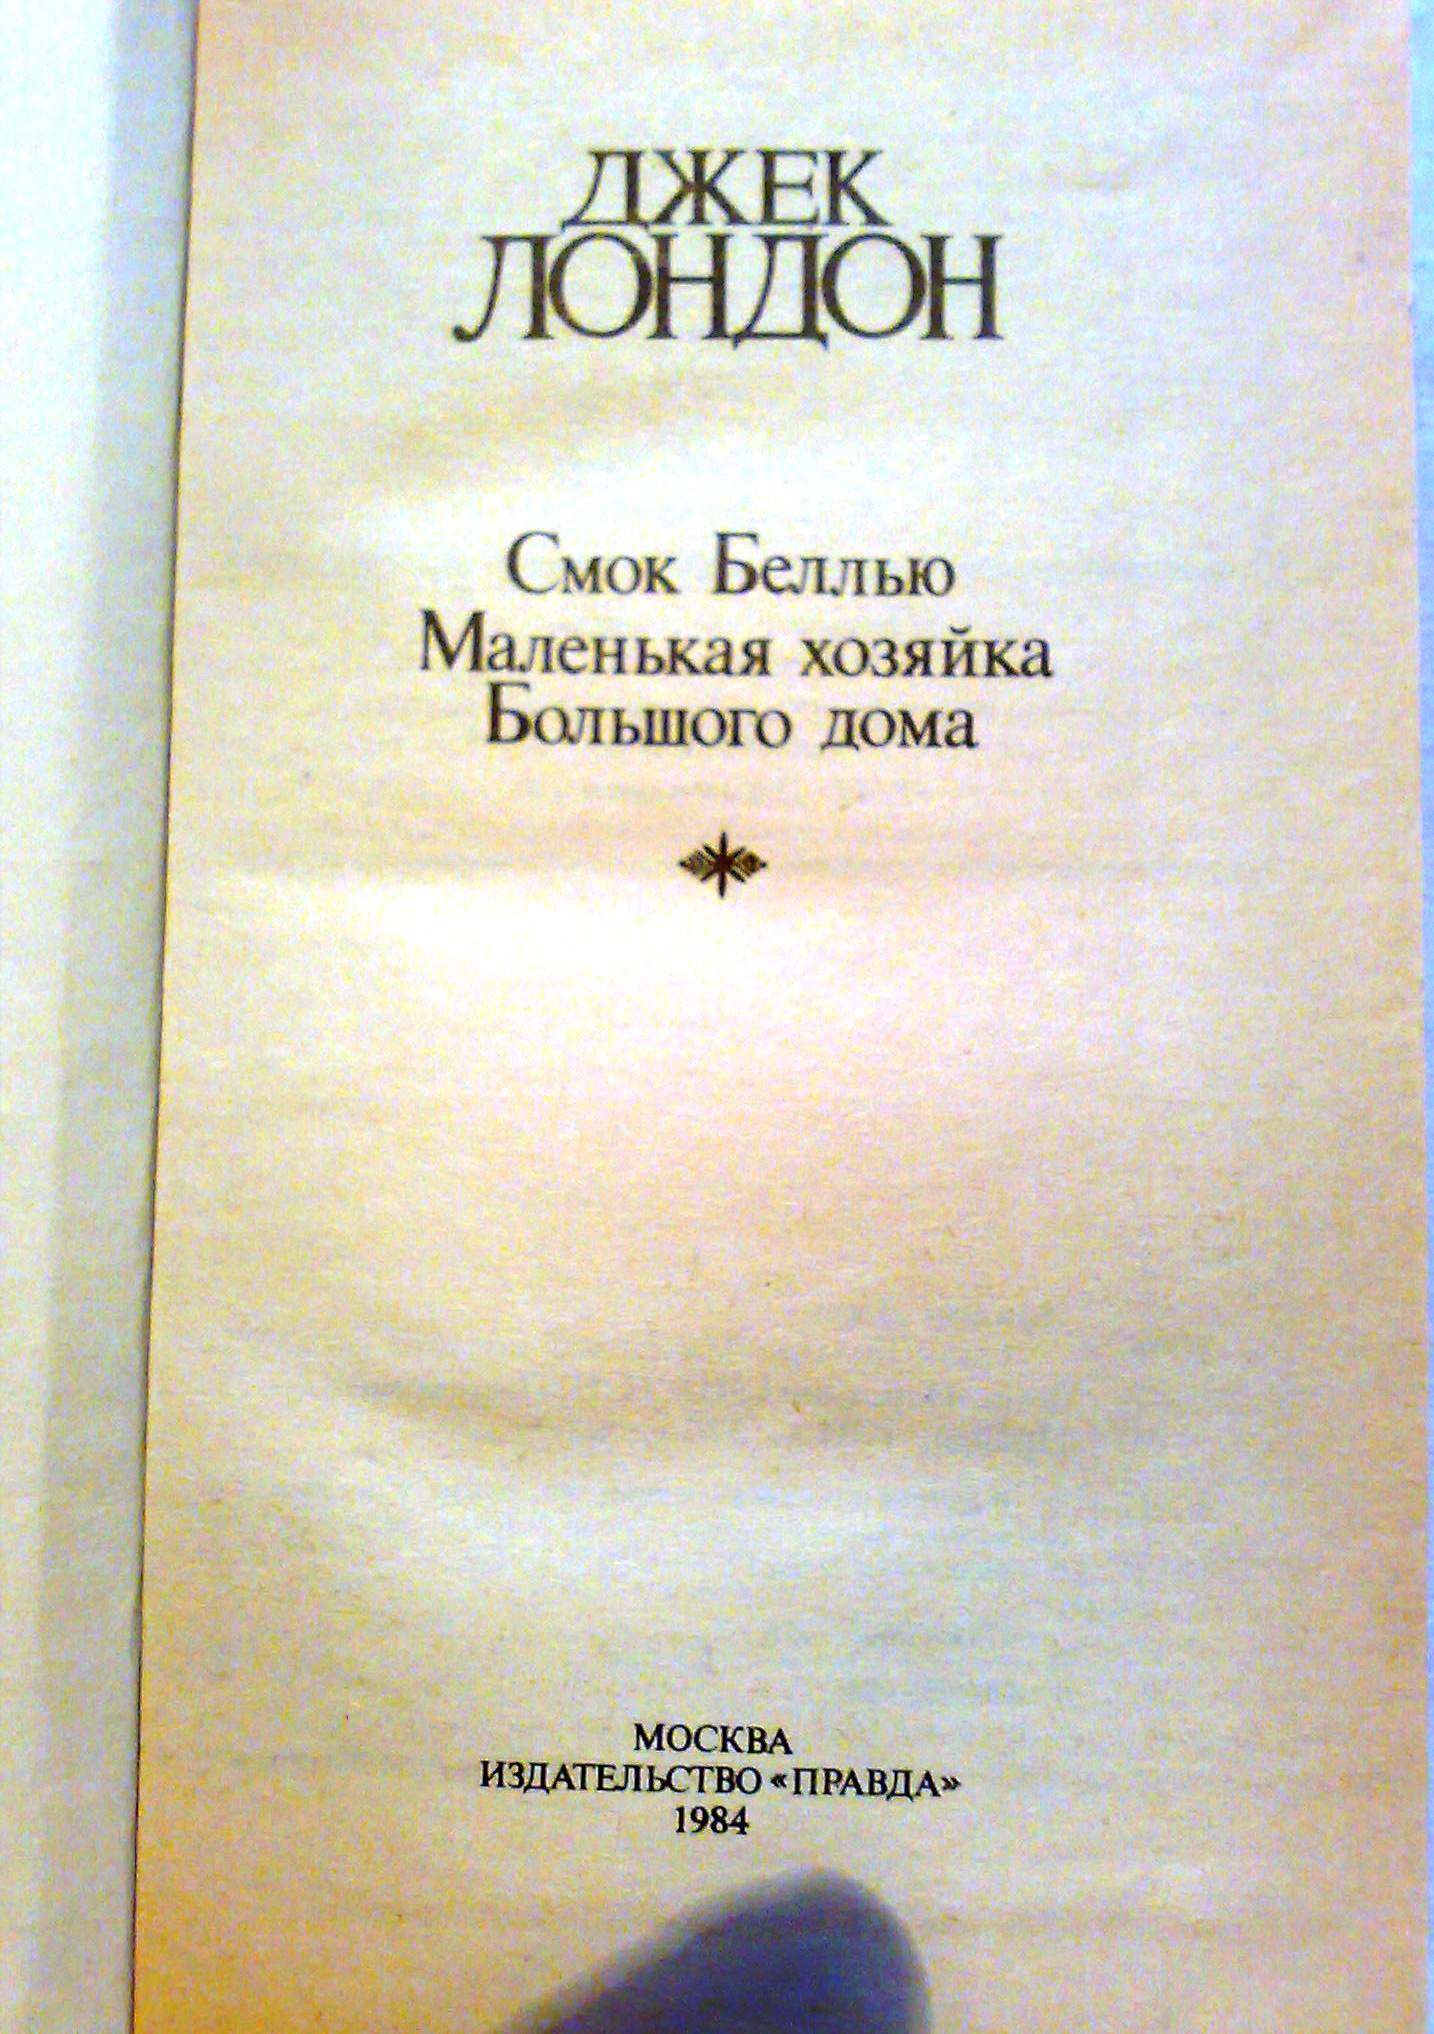 ДЖЕК
ЛОНДОН
Смок Беллью
Маленькая хозяйка
Большого дома
МОСКВА
ИЗДАТЕЛЬСТВО «ПРАВДА»
1984